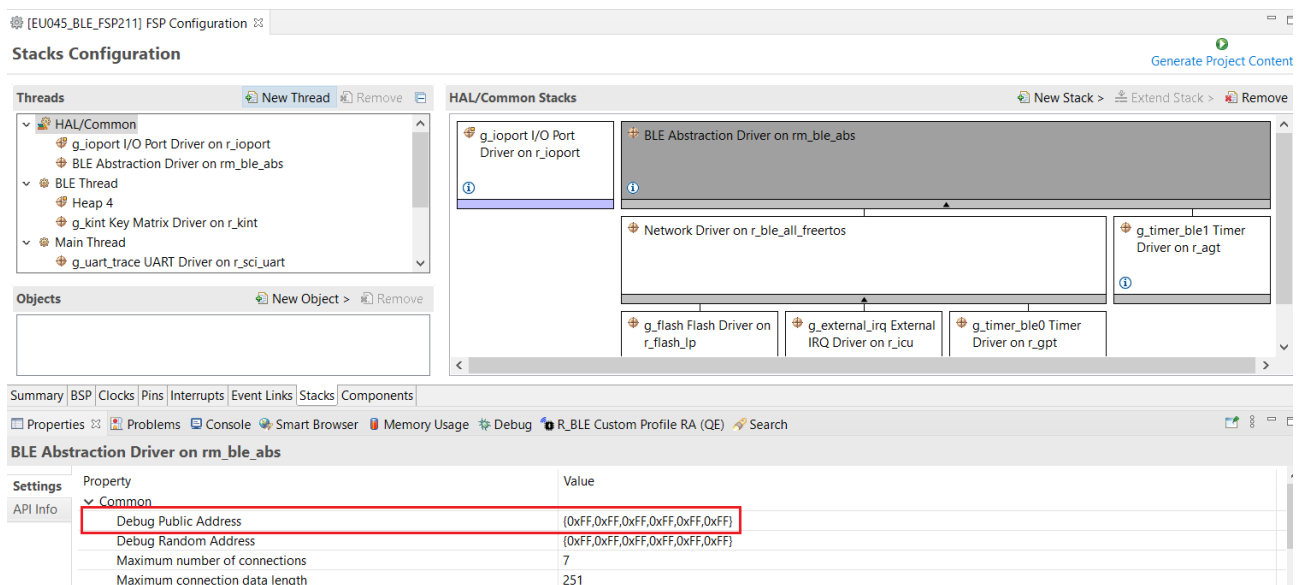 [EU045_BLE_FSP211] FSP Configuration
Stacks Configuration
Generate Project Content
Threads
New Thread
Remove
HAL/Common
g_ioport I/O Port Driver on r_ioport
BLE Abstraction Driver on rm_ble_abs
BLE Thread
Heap 4
g_kint Key Matrix Driver on r_kint
Main Thread
g_uart_trace UART Driver on r_sci_uart
Objects
New Object >
Remove
HAL/Common Stacks
New Stack >
Extend Stack >
Remove
g_ioport I/O Port
Driver on r_ioport
BLE Abstraction Driver on rm_ble_abs
Network Driver on r_ble_all_freertos
g_timer_ble1 Timer
Driver on r_agt
g_flash Flash Driver on
r_flash_lp
g_external_irq External
IRQ Driver on r_icu
g_timer_ble0 Timer
Driver on r_gpt
Summary BSP Clocks Pins Interrupts Event Links Stacks Components
Properties Problems Console Smart Browser Memory Usage Debug R_BLE Custom Profile RA (QE) Search
BLE Abstraction Driver on rm_ble_abs
Settings
API Info
Property Value
Common
Debug Public Address {0xFF,0xFF,0xFF,0xFF,0xFF,0xFF}
Debug Random Address {0xFF,0xFF,0xFF,0xFF,0xFF,0xFF}
Maximum number of connections 7
Maximum connection data length 251